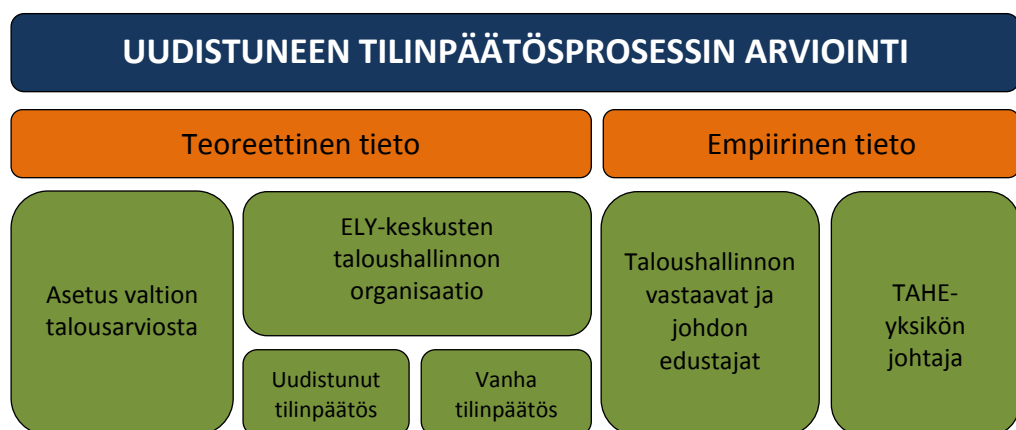 UUDISTUNEEN TILINPÄÄTÖSPROSESSIN ARVIOINTI
Teoreettinen tieto
Empiirinen tieto
Asetus valtion
talousarviosta
ELY-keskusten
taloushallinnon
organisaatio
Uudistunut
tilinpäätös
Vanha
tilinpäätös
Taloushallinnon
vastaavat ja
johdon
edustajat
TAHE-
yksikön
johtaja